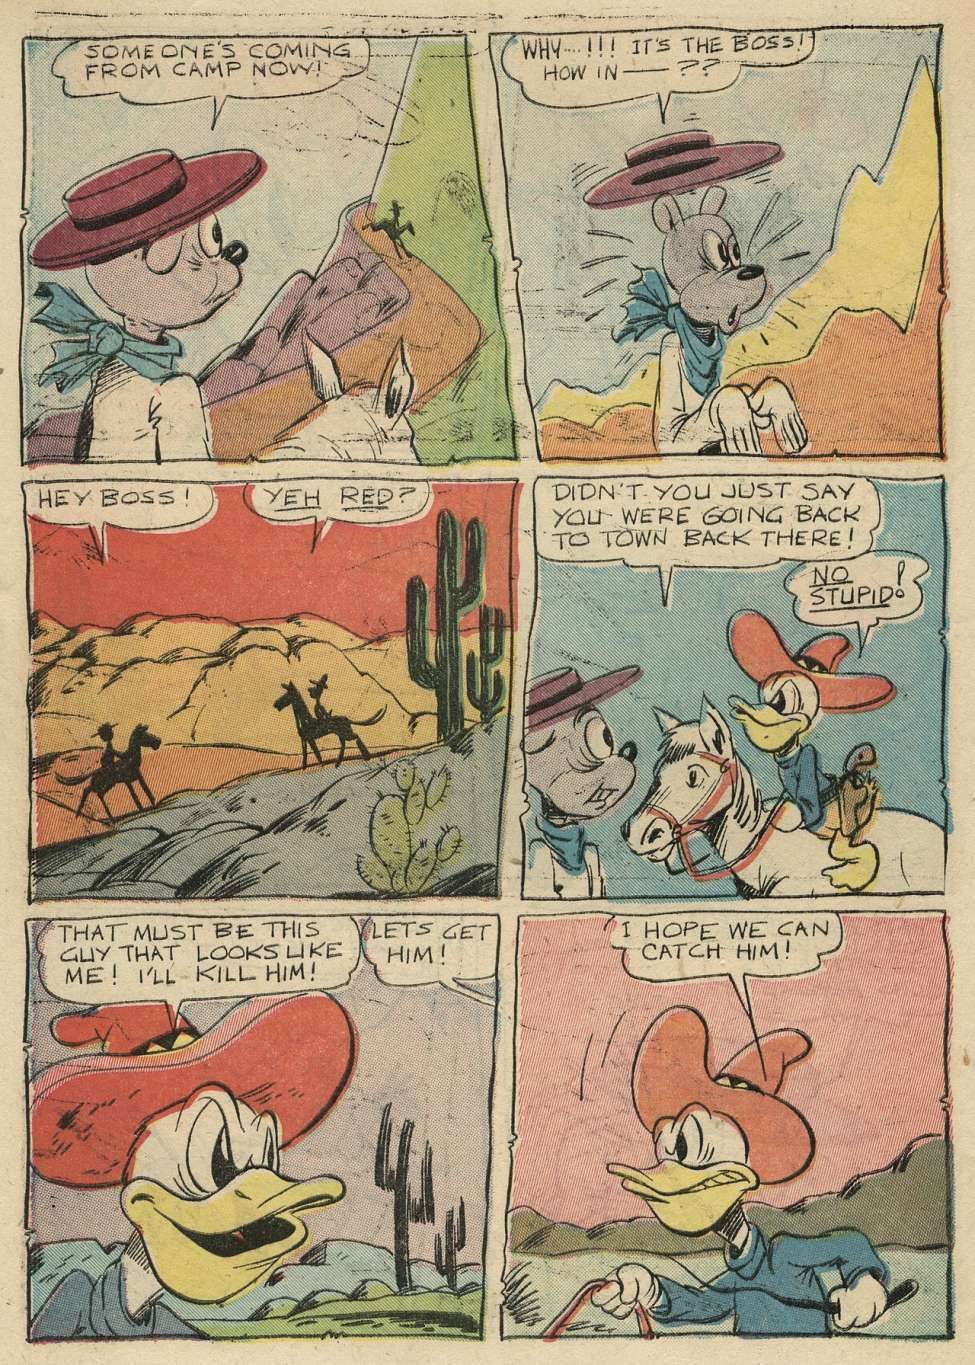 SOMEONE'S COMING
FROM CAMP NOW!
WHY....!!! IT'S THE BOSS!
HOW IN — ??
HEY BOSS!
YEH RED?
DIDN'T YOU JUST SAY
YOU WERE GOING BACK
TO TOWN BACK THERE!
NO
STUPID!
THAT MUST BE THIS
GUY THAT LOOKS LIKE
ME! I'LL KILL HIM!
LETS GET
HIM!
I HOPE WE CAN
CATCH HIM!